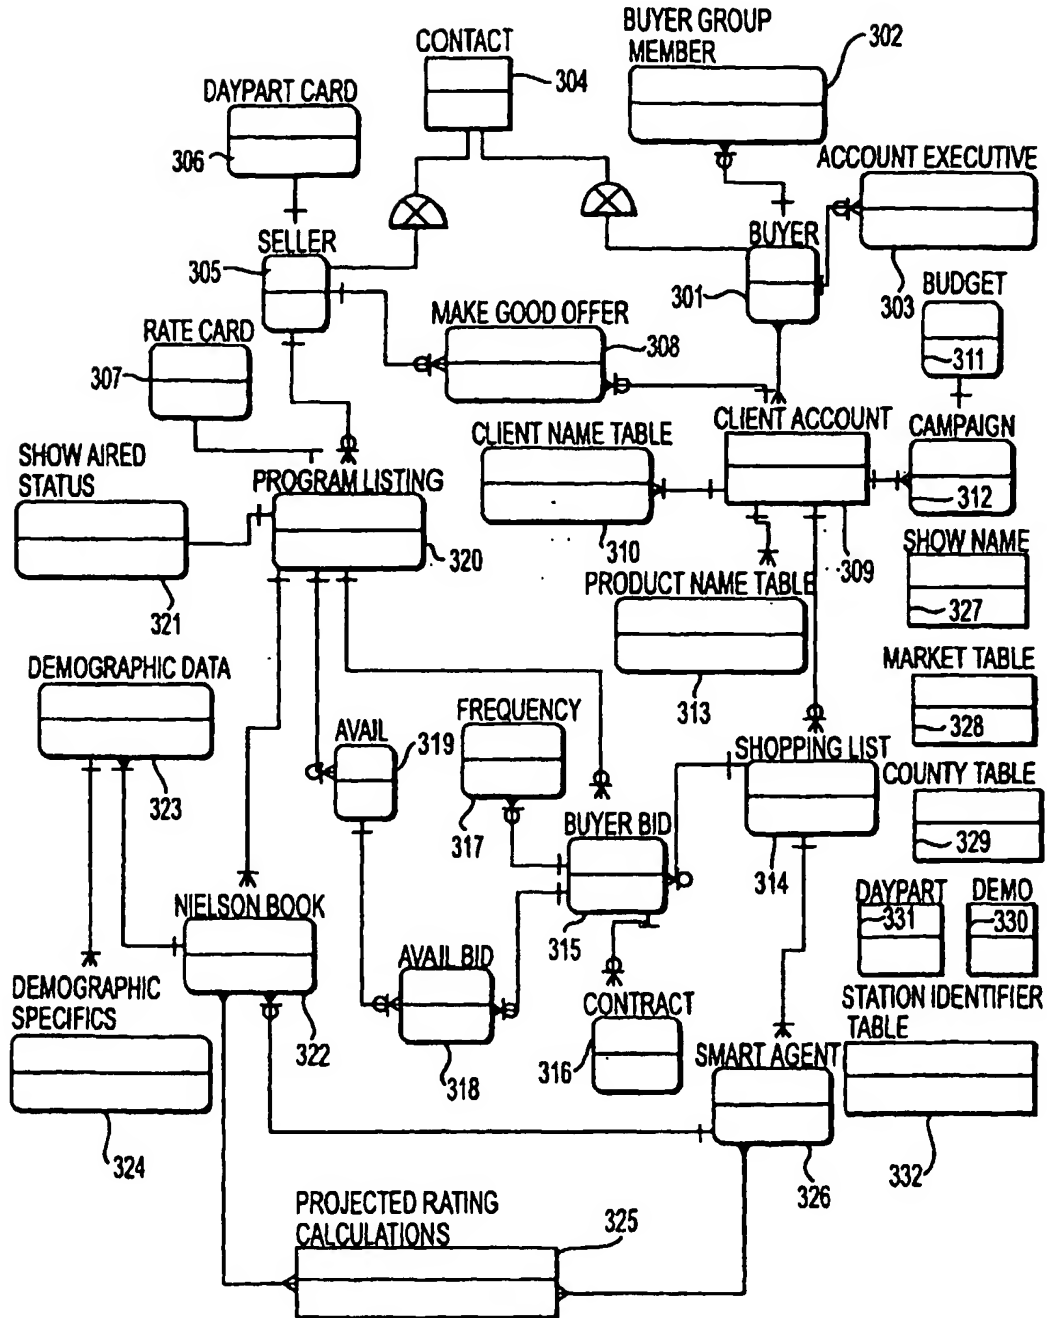 CONTACT
304
BUYER GROUP
MEMBER
302
DAYPART CARD
306
ACCOUNT EXECUTIVE
303
SELLER
305
BUYER
301
BUDGET
311
RATE CARD
307
MAKE GOOD OFFER
308
CLIENT NAME TABLE
310
CLIENT ACCOUNT
309
CAMPAIGN
312
SHOW AIRED
STATUS
321
PROGRAM LISTING
320
PRODUCT NAME TABLE
313
SHOW NAME
327
DEMOGRAPHIC DATA
323
MARKET TABLE
328
AVAIL
319
FREQUENCY
317
SHOPPING LIST
314
COUNTY TABLE
329
BUYER BID
315
NIELSON BOOK
322
DAYPART
331
DEMO
330
AVAIL BID
318
CONTRACT
316
DEMOGRAPHIC
SPECIFICS
324
SMART AGENT
326
STATION IDENTIFIER
TABLE
332
PROJECTED RATING
CALCULATIONS
325